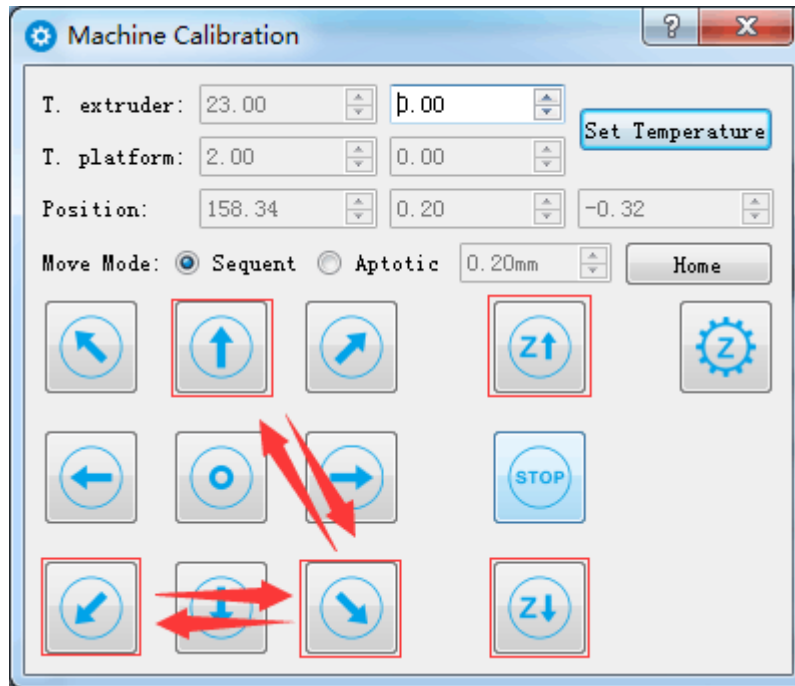 Machine Calibration
T. extruder: 23.00 0.00
Set Temperature
T. platform: 2.00 0.00
Position: 158.34 0.20 -0.32
Move Mode: Sequent Aptotic 0.20mm Home
Z Z
STOP
Z